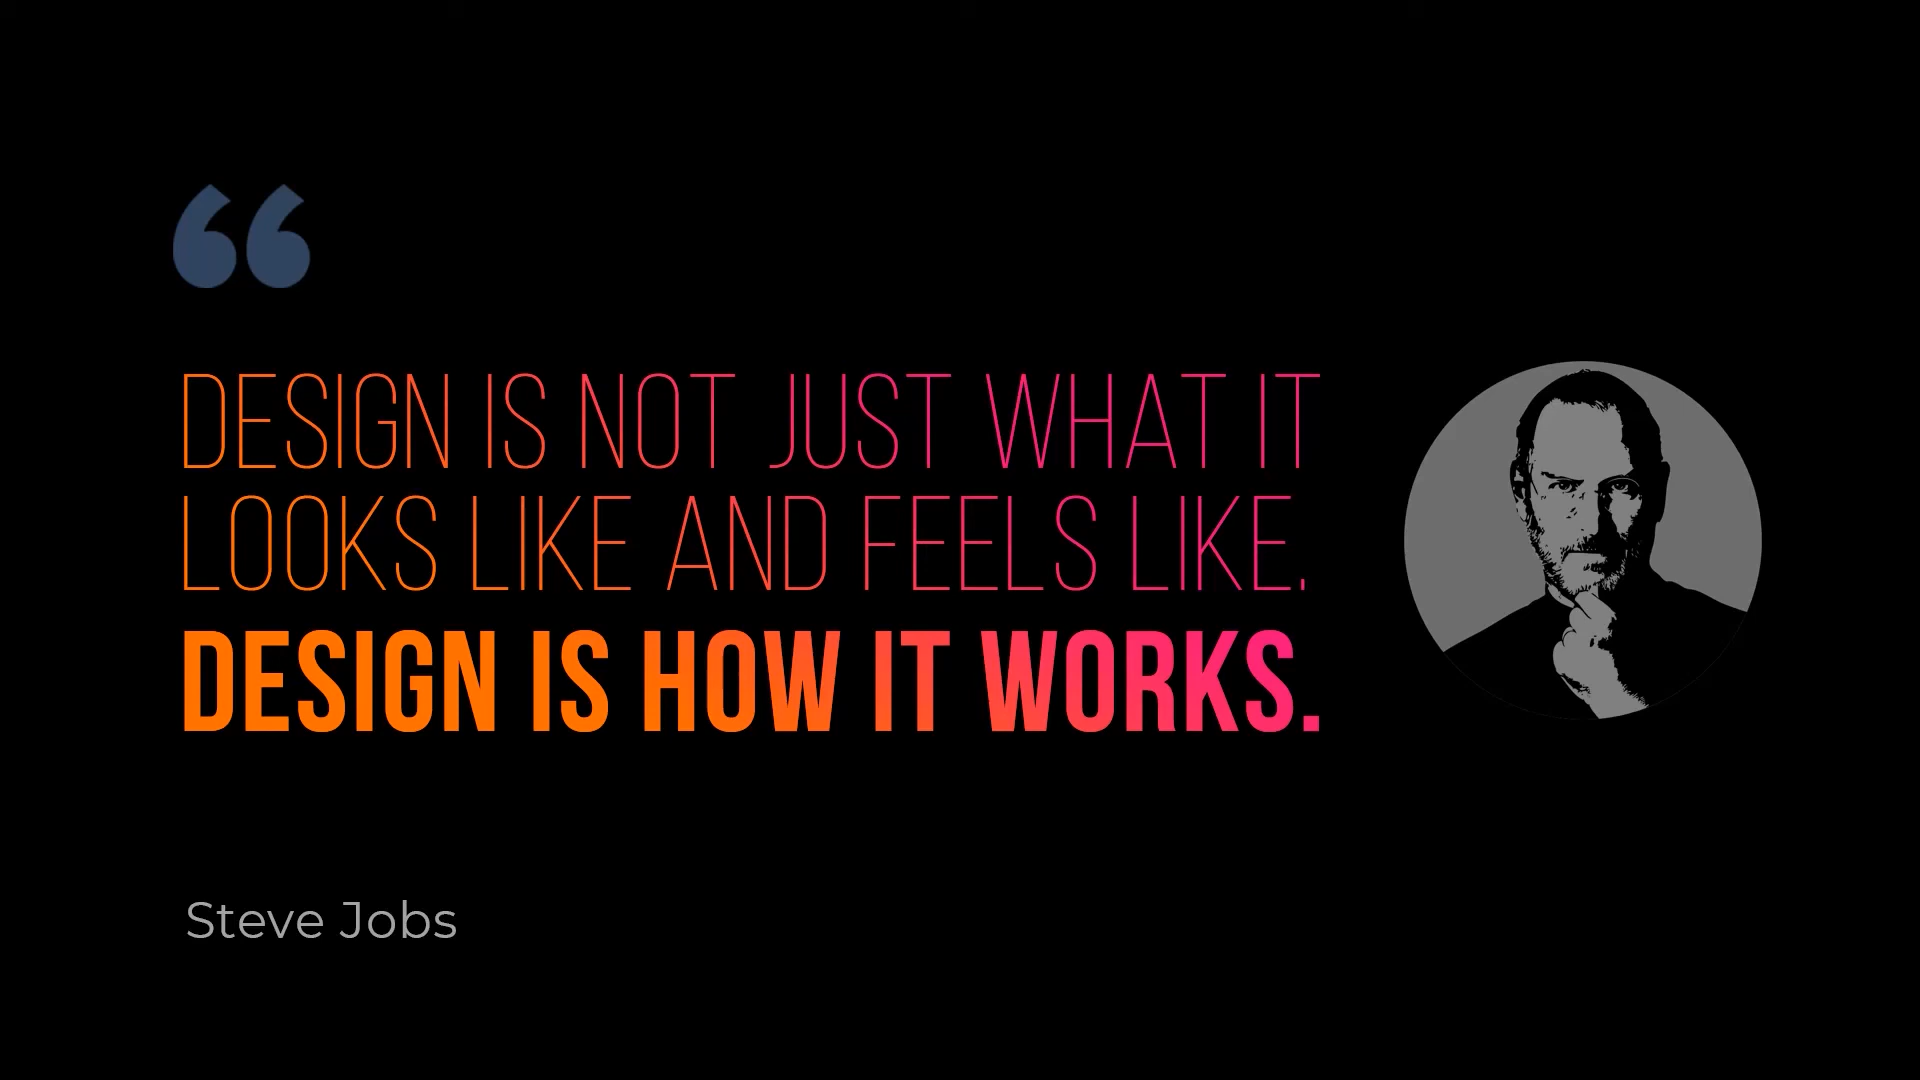 “
DESIGN IS NOT JUST WHAT IT
LOOKS LIKE AND FEELS LIKE.
DESIGN IS HOW IT WORKS.
Steve Jobs